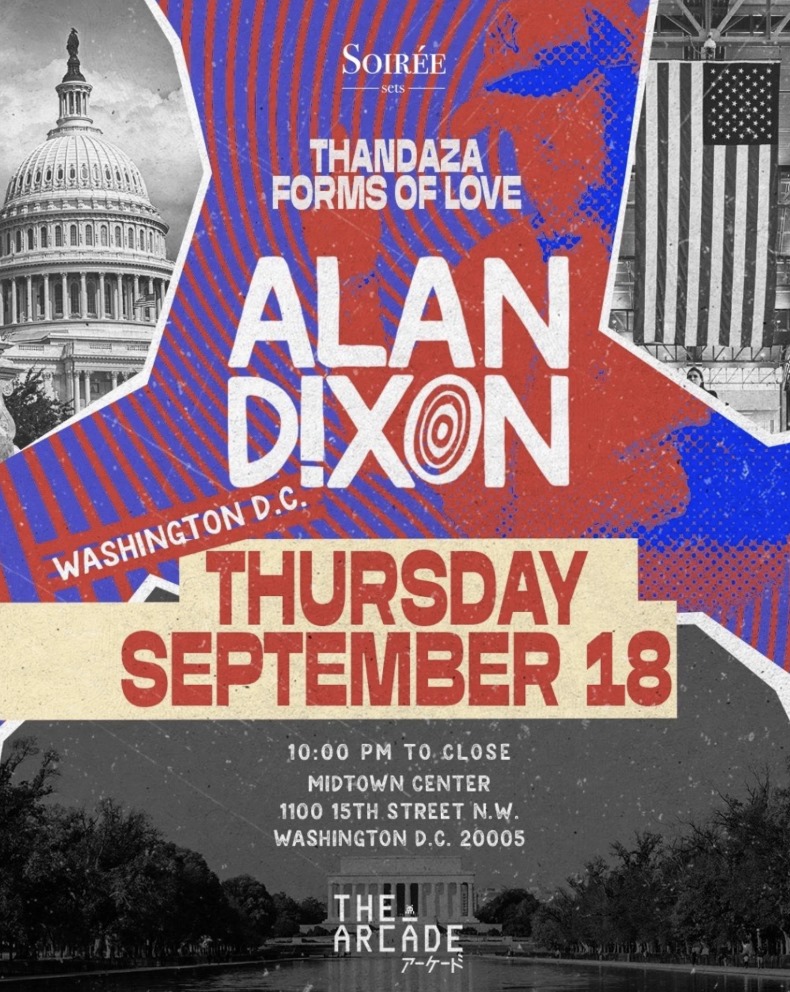 SOIRÉE
sets
THANDAZA
FORMS OF LOVE
ALAN
DIXON
WASHINGTON D.C.
THURSDAY
SEPTEMBER 18
10:00 PM TO CLOSE
MIDTOWN CENTER
1100 15TH STREET N.W.
WASHINGTON D.C. 20005
THE
ARCADE
アーケード